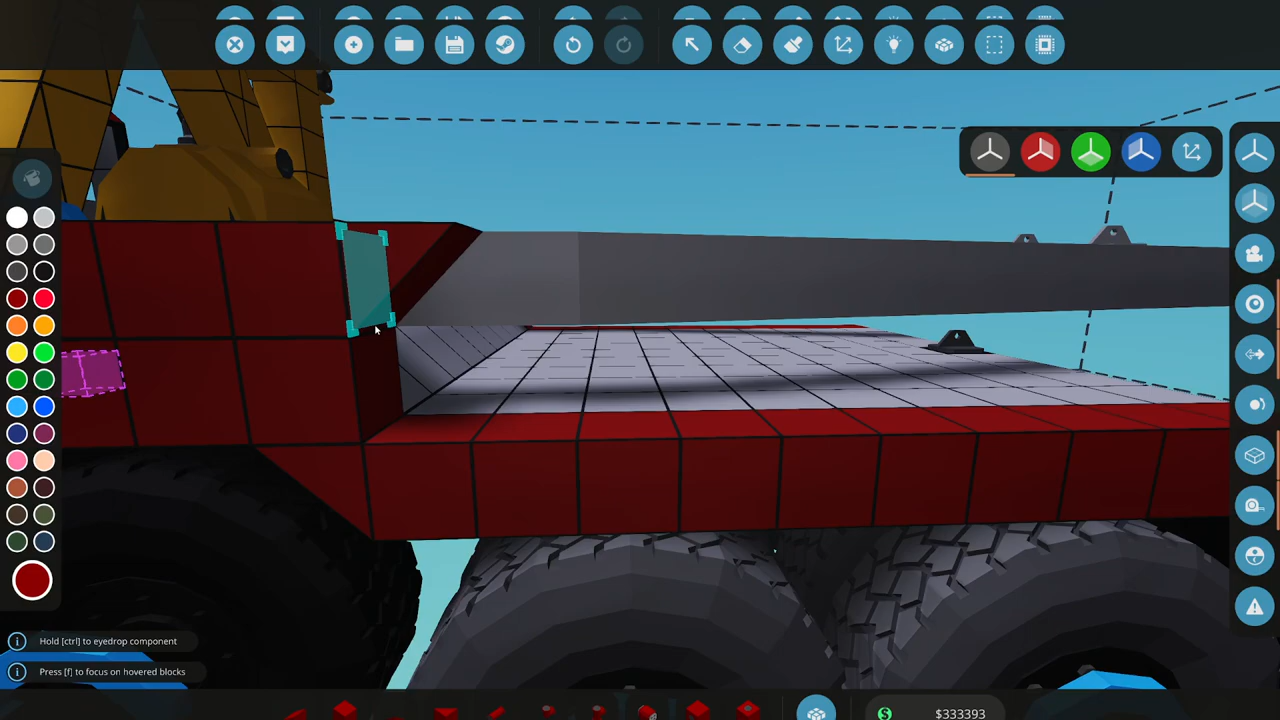 Hold [ctrl] to eyedrop component
Press [f] to focus on hovered blocks
$ $333393